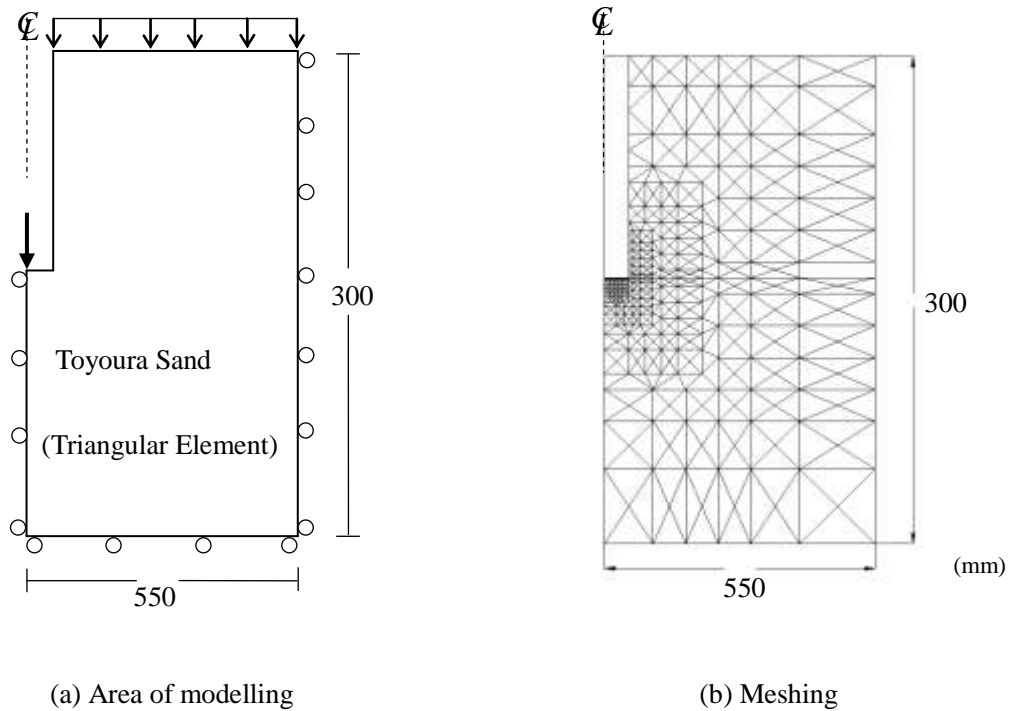 ℄
℄
300
300
Toyoura Sand
(Triangular Element)
(mm)
550
550
(a) Area of modelling
(b) Meshing